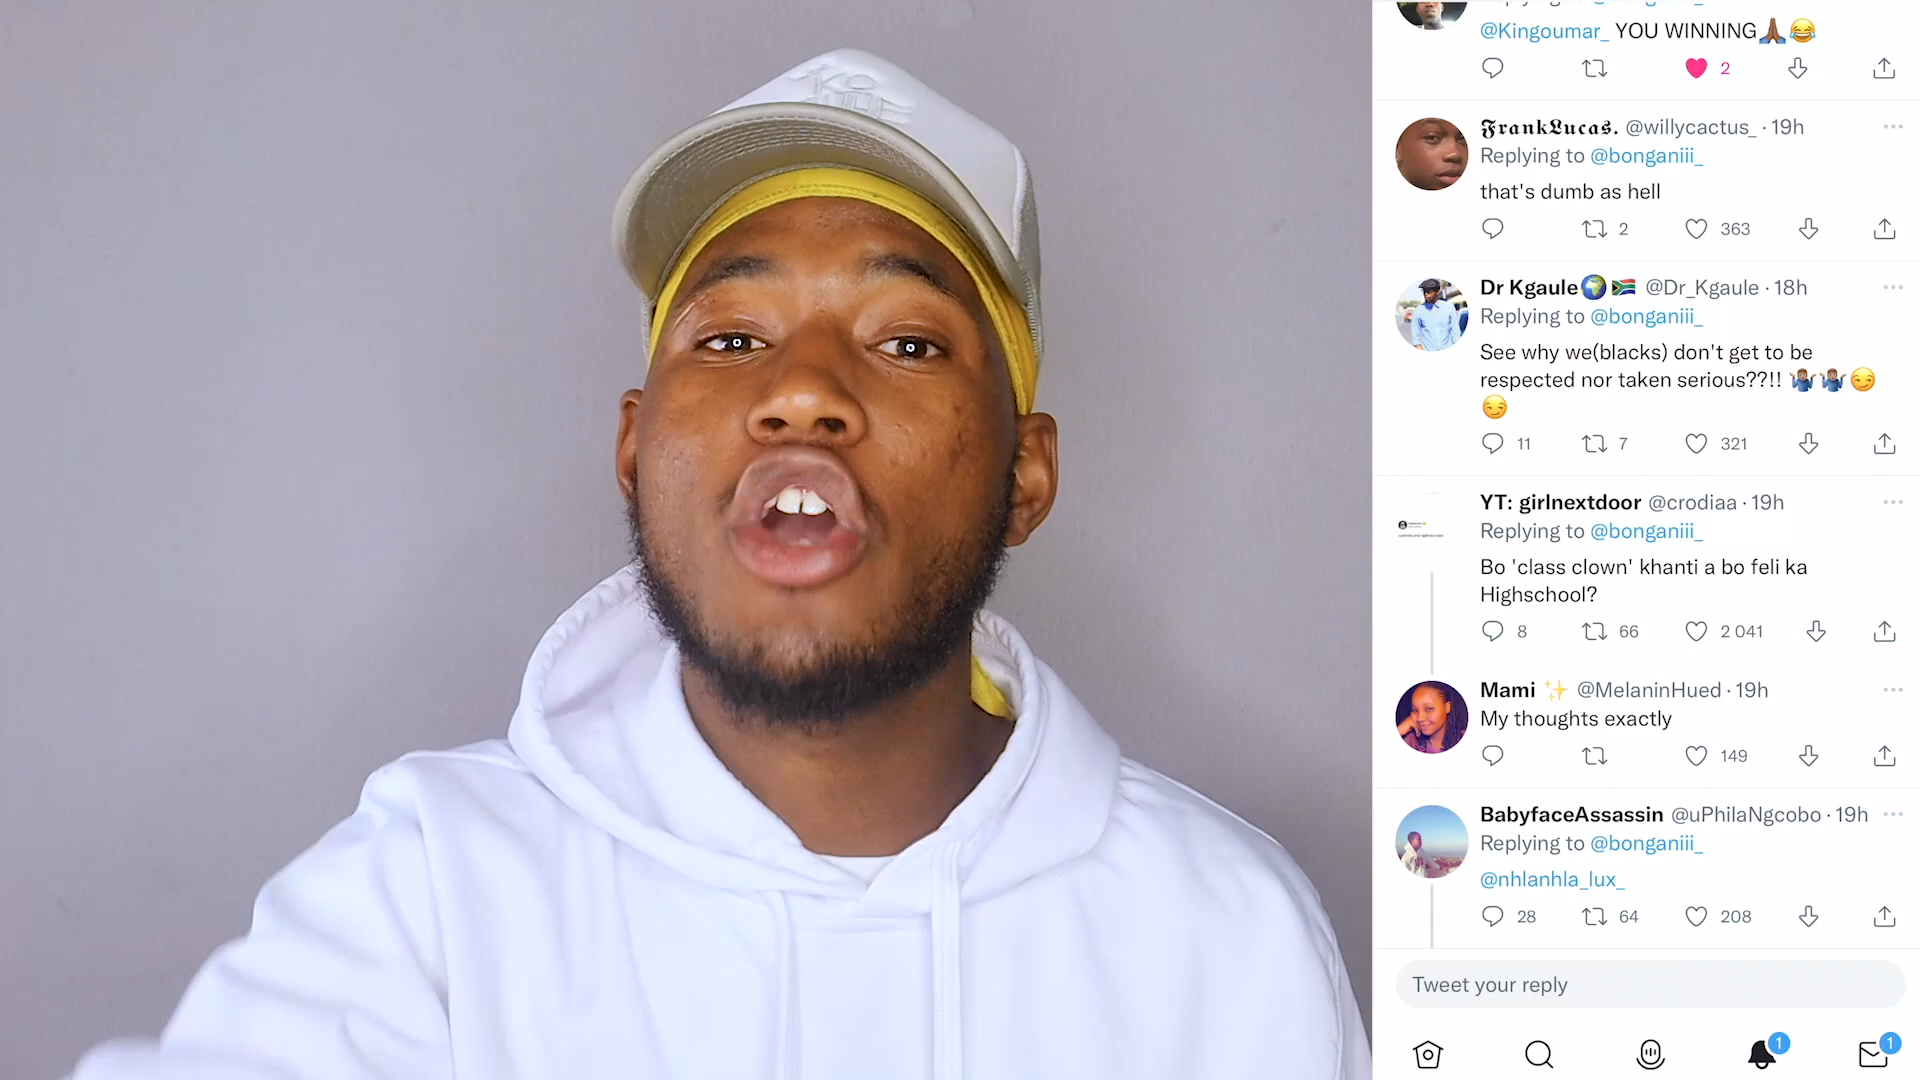 @Kingoumar_ YOU WINNING🙏🏾😂
2
𝕱𝖗𝖆𝖓𝖐𝕷𝖚𝖈𝖆𝖘. @willycactus_ · 19h
Replying to @bonganiii_
that's dumb as hell
2 363
Dr Kgaule🌍🇿🇦 @Dr_Kgaule · 18h
Replying to @bonganiii_
See why we(blacks) don't get to be
respected nor taken serious??!! 🤷🏽‍♂️🤷🏽‍♂️😏
😏
11 7 321
YT: girlnextdoor @crodiaa · 19h
Replying to @bonganiii_
Bo 'class clown' khanti a bo feli ka
Highschool?
8 66 2 041
Mami ✨ @MelaninHued · 19h
My thoughts exactly
149
BabyfaceAssassin @uPhilaNgcobo · 19h
Replying to @bonganiii_
@nhlanhla_lux_
28 64 208
Tweet your reply
1 1